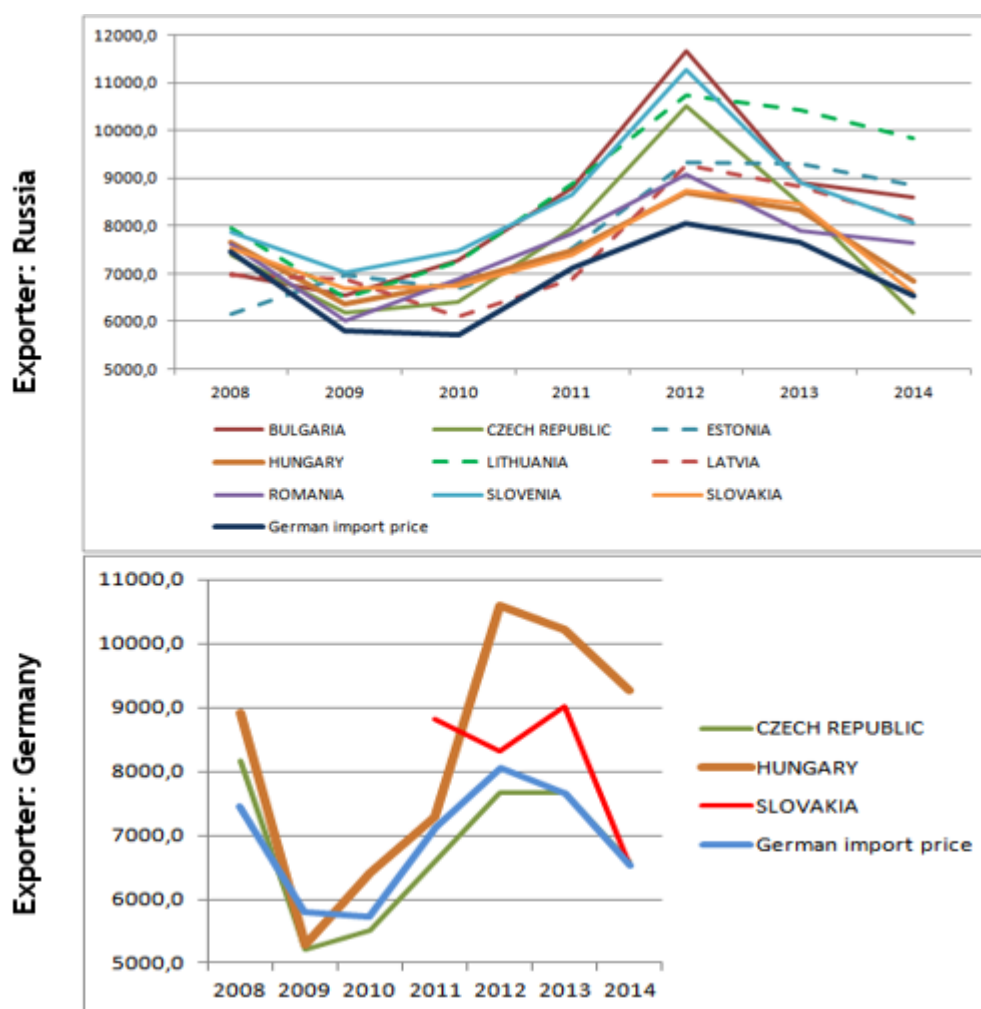 Exporter: Russia
12000,0
11000,0
10000,0
9000,0
8000,0
7000,0
6000,0
5000,0
2008 2009 2010 2011 2012 2013 2014
BULGARIA CZECH REPUBLIC ESTONIA
HUNGARY LITHUANIA LATVIA
ROMANIA SLOVENIA SLOVAKIA
German import price
Exporter: Germany
11000,0
10000,0
9000,0
8000,0
7000,0
6000,0
5000,0
2008 2009 2010 2011 2012 2013 2014
CZECH REPUBLIC
HUNGARY
SLOVAKIA
German import price